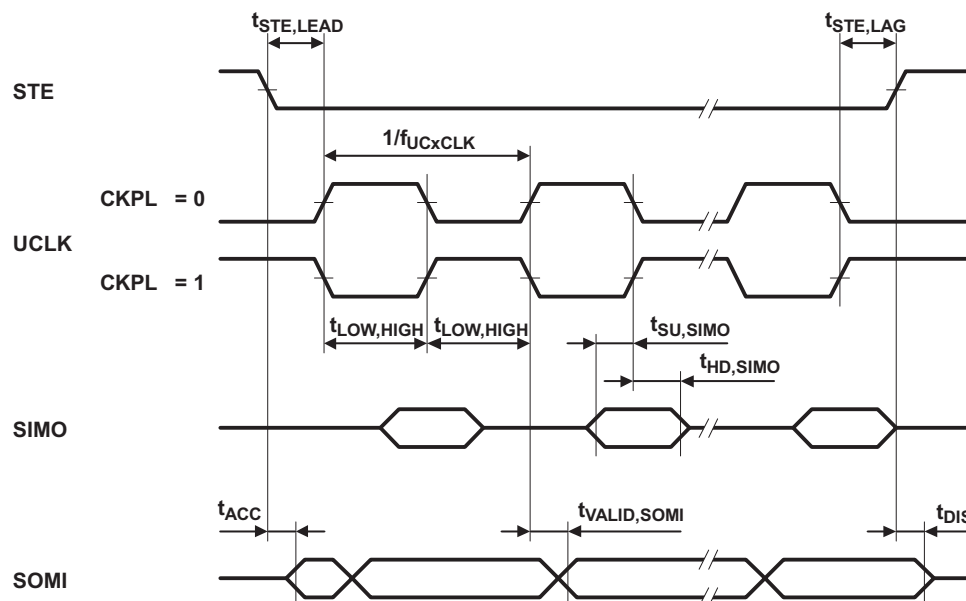 tSTE,LEAD
tSTE,LAG
STE
1/fUCxCLK
CKPL = 0
UCLK
CKPL = 1
tLOW,HIGH tLOW,HIGH
tSU,SIMO
tHD,SIMO
SIMO
tACC
tVALID,SOMI
tDIS
SOMI